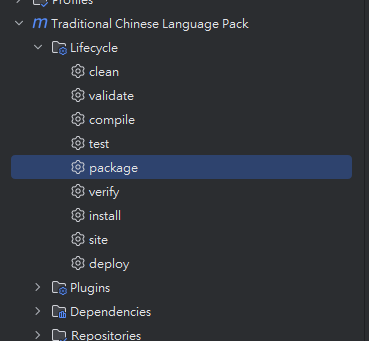 Profiles
Traditional Chinese Language Pack
Lifecycle
clean
validate
compile
test
package
verify
install
site
deploy
Plugins
Dependencies
Repositories